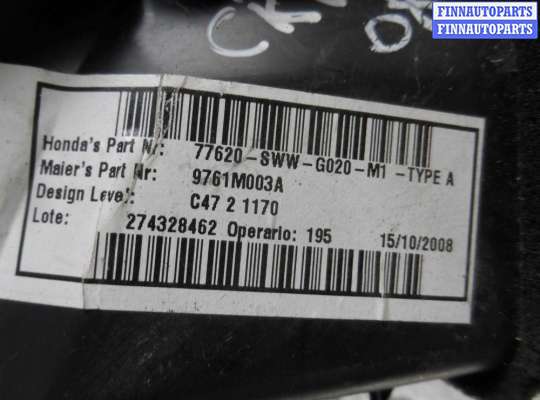 FINNAUTOPARTS
FINNAUTOPARTS
Honda's Part Nr: 77620-SWW-G020-M1 -TYPE A
Maier's Part Nr: 9761M003A
Design Level: C47 2 1170
Lote: 274328462 Operario: 195 15/10/2008